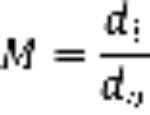 M = d / d